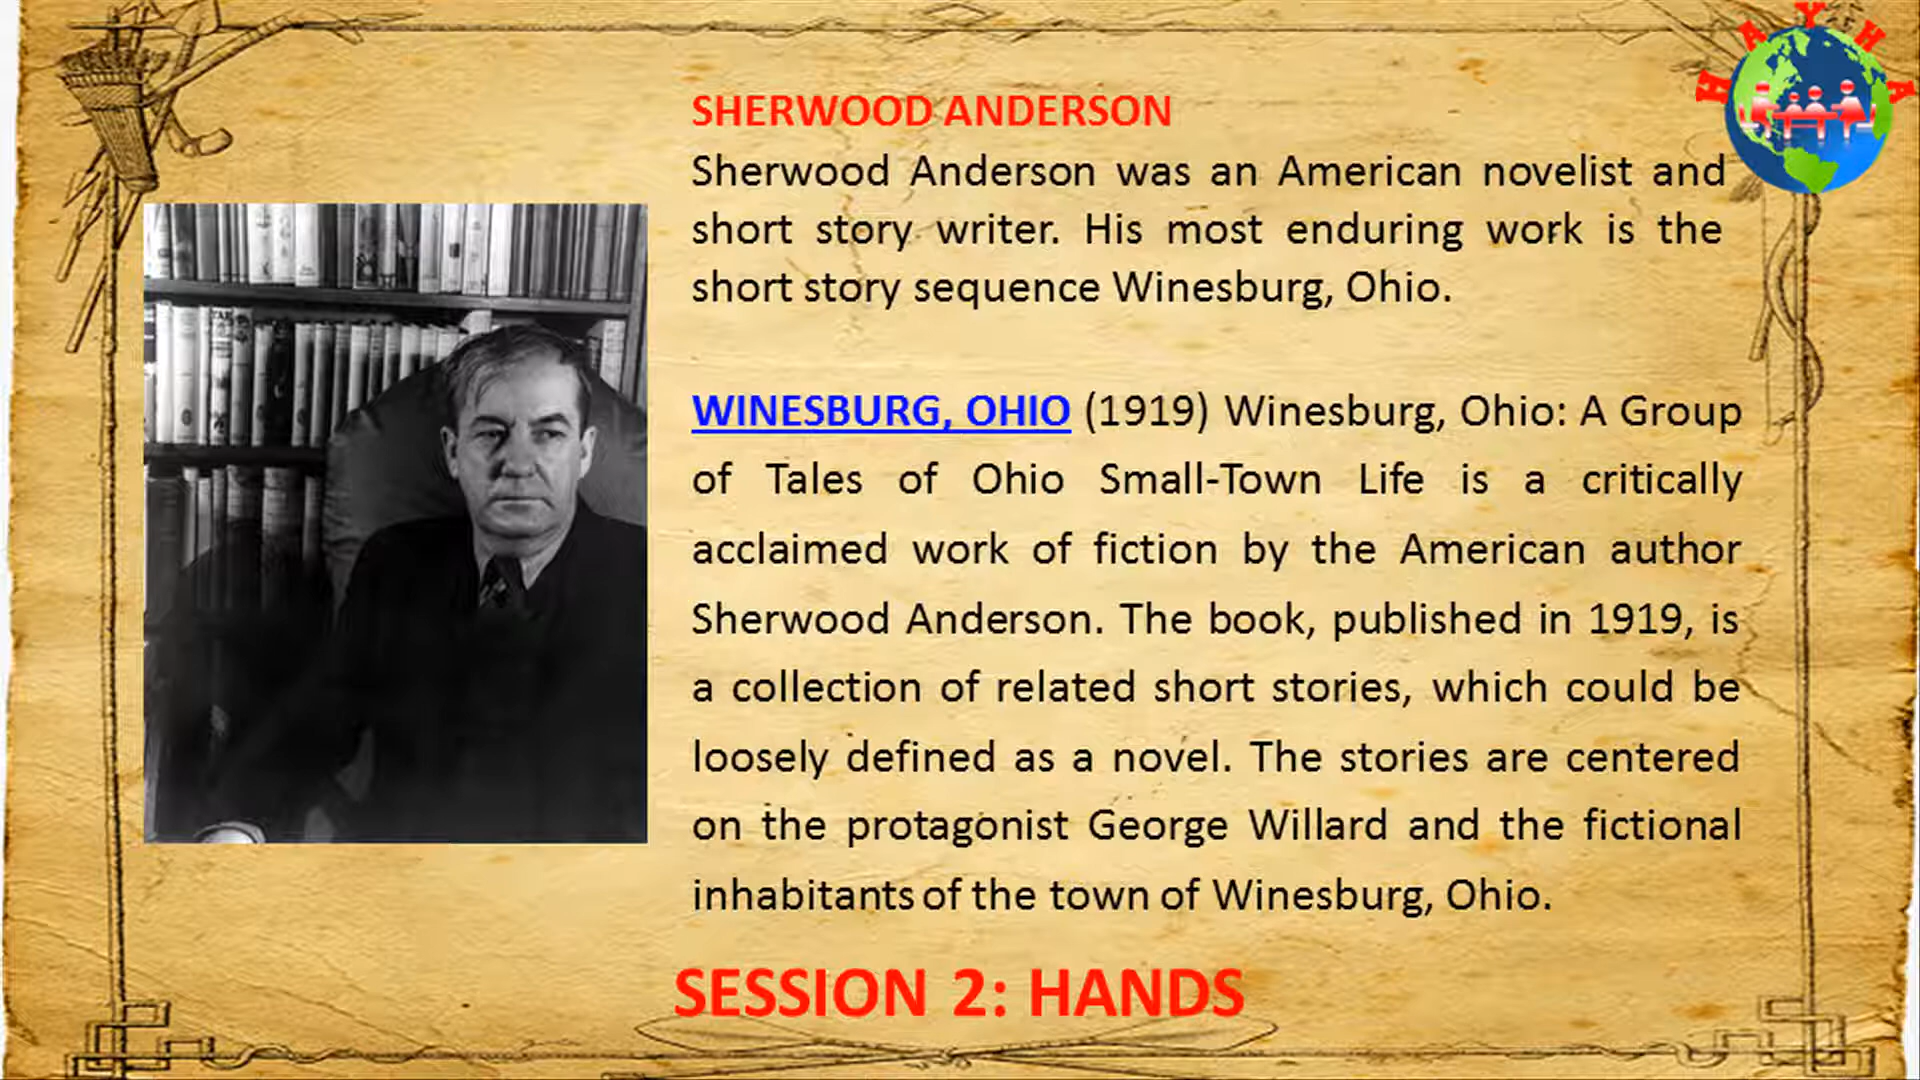 HAYHA
SHERWOOD ANDERSON
Sherwood Anderson was an American novelist and
short story writer. His most enduring work is the
short story sequence Winesburg, Ohio.
WINESBURG, OHIO (1919) Winesburg, Ohio: A Group
of Tales of Ohio Small-Town Life is a critically
acclaimed work of fiction by the American author
Sherwood Anderson. The book, published in 1919, is
a collection of related short stories, which could be
loosely defined as a novel. The stories are centered
on the protagonist George Willard and the fictional
inhabitants of the town of Winesburg, Ohio.
SESSION 2: HANDS